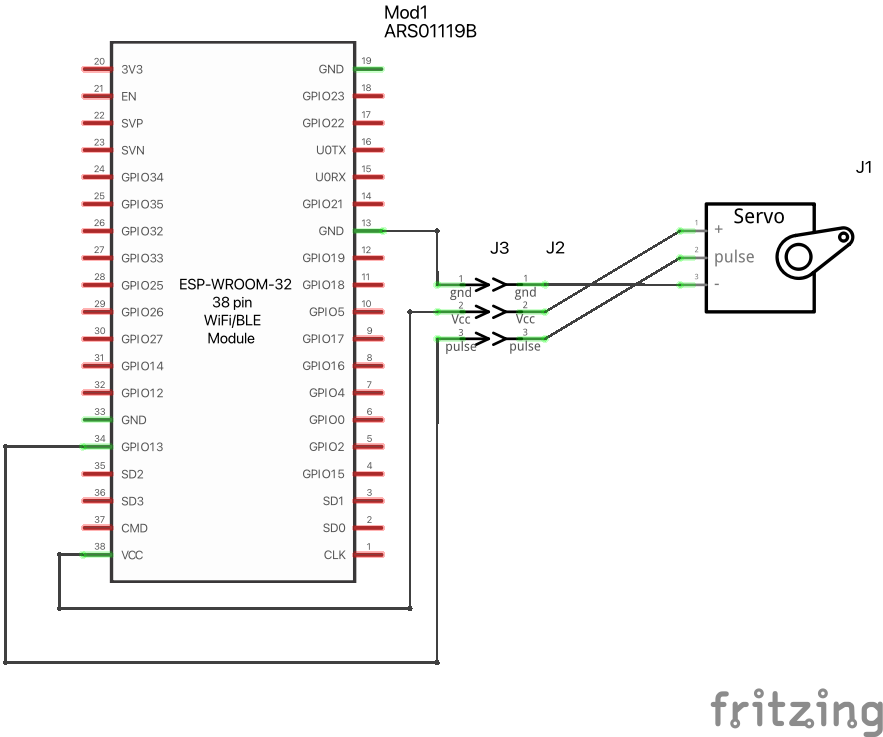 Mod1
ARS01119B
20 3V3 GND 19
21 EN GPIO23 18
22 SVP GPIO22 17
23 SVN U0TX 16
24 GPIO34 U0RX 15
25 GPIO35 GPIO21 14
26 GPIO32 GND 13
27 GPIO33 GPIO19 12
28 GPIO25 GPIO18 11
29 GPIO26 GPIO5 10
30 GPIO27 GPIO17 9
31 GPIO14 GPIO16 8
32 GPIO12 GPIO4 7
33 GND GPIO0 6
34 GPIO13 GPIO2 5
35 SD2 GPIO15 4
36 SD3 SD1 3
37 CMD SD0 2
38 VCC CLK 1
ESP-WROOM-32
38 pin
WiFi/BLE
Module
J3
J2
1 gnd
2 Vcc
3 pulse
1 gnd
2 Vcc
3 pulse
J1
Servo
1 +
2 pulse
3 -
fritzing